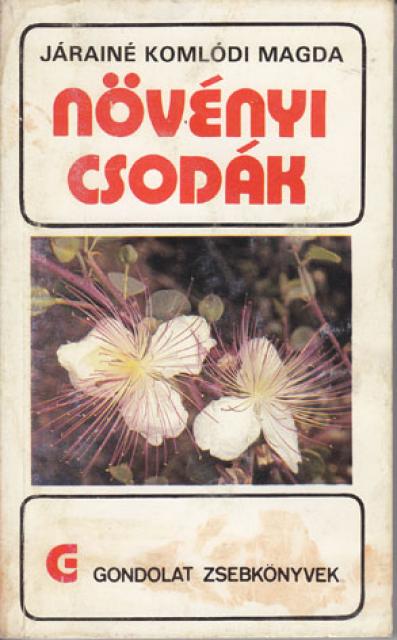 JÁRAINÉ KOMLÓDI MAGDA
NÖVÉNYI
CSODÁK
G GONDOLAT ZSEBKÖNYVEK